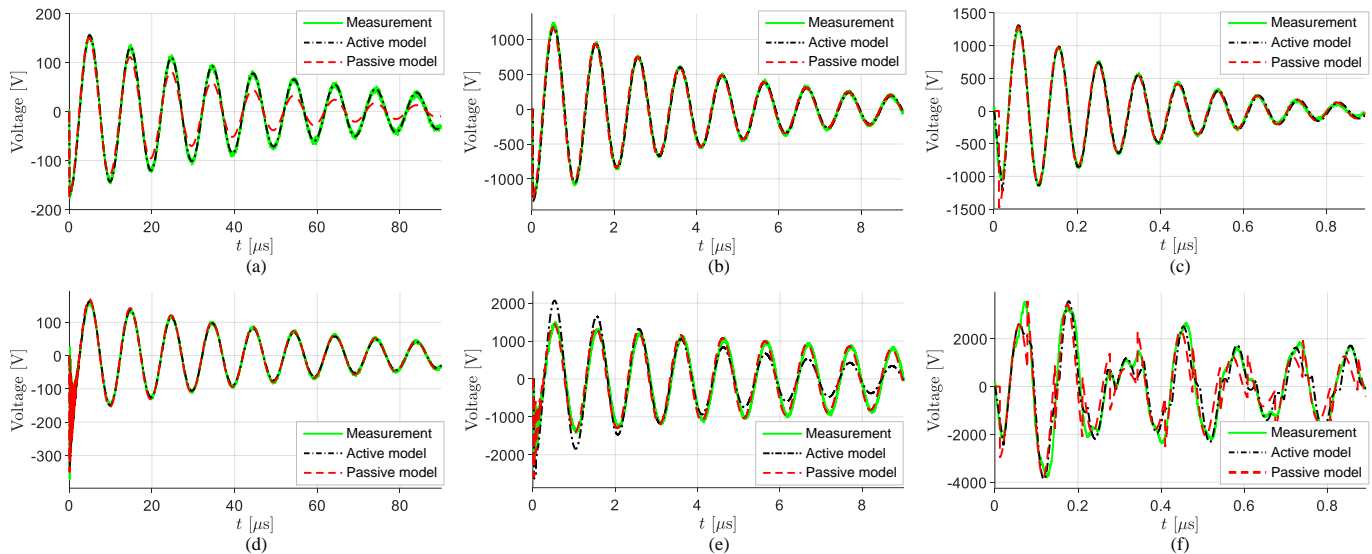 Voltage [V]
200
100
0
-100
-200
0
20
40
60
80
t [μs]
Measurement
Active model
Passive model
(a)
Voltage [V]
1000
500
0
-500
-1000
0
2
4
6
8
t [μs]
Measurement
Active model
Passive model
(b)
Voltage [V]
1500
1000
500
0
-500
-1000
-1500
0
0.2
0.4
0.6
0.8
t [μs]
Measurement
Active model
Passive model
(c)
Voltage [V]
100
0
-100
-200
-300
0
20
40
60
80
t [μs]
Measurement
Active model
Passive model
(d)
Voltage [V]
2000
1000
0
-1000
-2000
0
2
4
6
8
t [μs]
Measurement
Active model
Passive model
(e)
Voltage [V]
2000
0
-2000
-4000
0
0.2
0.4
0.6
0.8
t [μs]
Measurement
Active model
Passive model
(f)